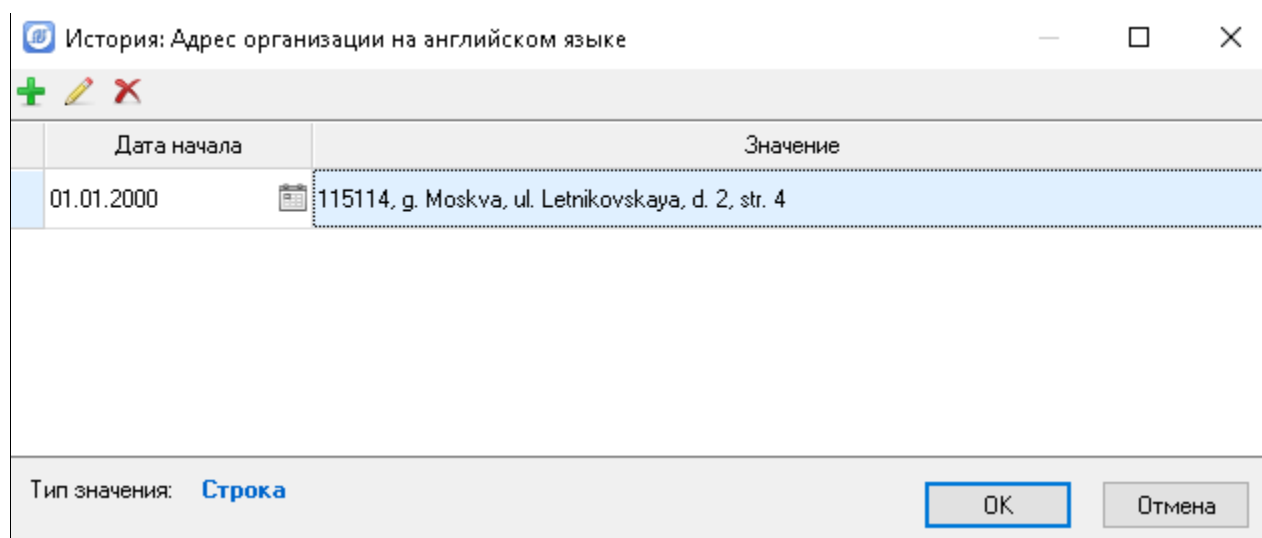 История: Адрес организации на английском языке
Дата начала Значение
01.01.2000 115114, g. Moskva, ul. Letnikovskaya, d. 2, str. 4
Тип значения: Строка
OK Отмена